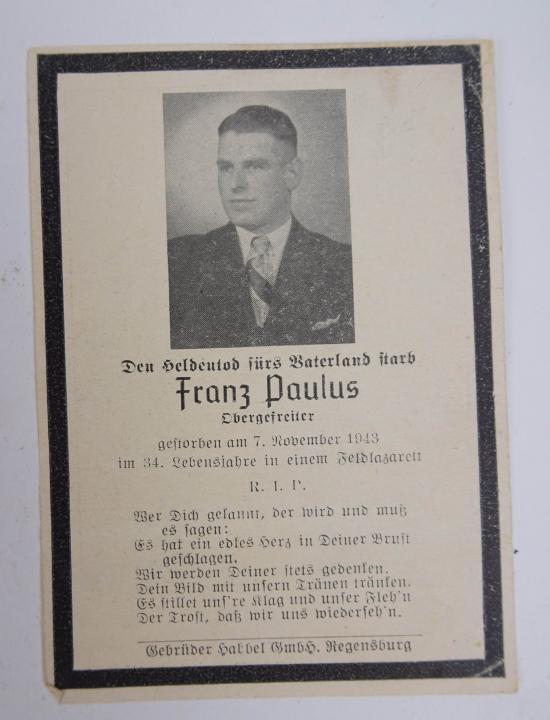 Den Heldentod fürs Vaterland starb
Franz Paulus
Obergefreiter
gestorben am 7. November 1943
im 34. Lebensjahre in einem Feldlazarett
R. I. P.
Wer Dich gekannt, der wird und muß
es sagen:
Es hat ein edles Herz in Deiner Brust
geschlagen.
Wir werden Deiner stets gedenken.
Dein Bild mit unsern Tränen tränken.
Es stillet uns're Klag und unser Fleh'n
Der Trost, daß wir uns wiederseh'n.
Gebrüder Habbel GmbH. Regensburg